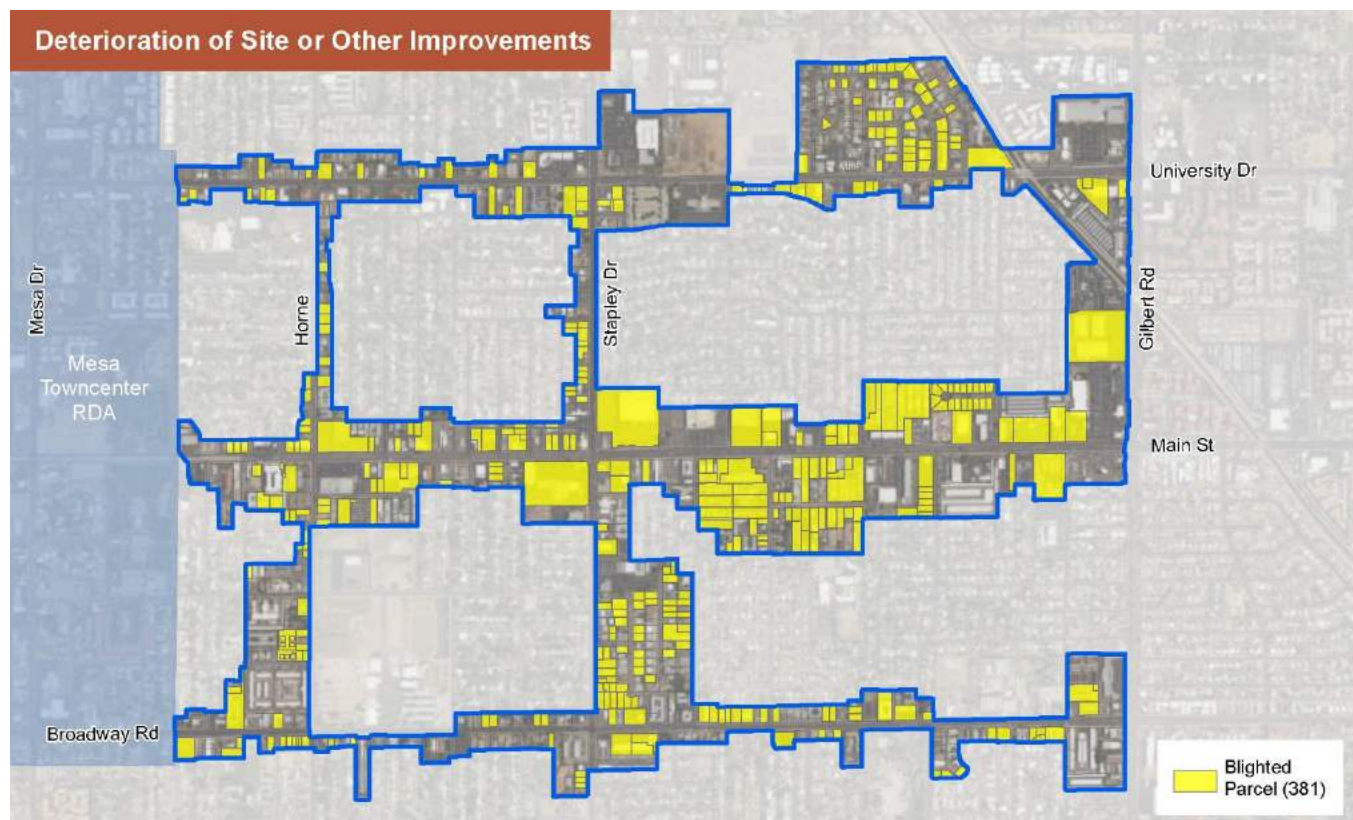 Deterioration of Site or Other Improvements
University Dr
Mesa Dr
Horne
Stapley Dr
Gilbert Rd
Mesa
Towncenter
RDA
Main St
Broadway Rd
Blighted
Parcel (381)